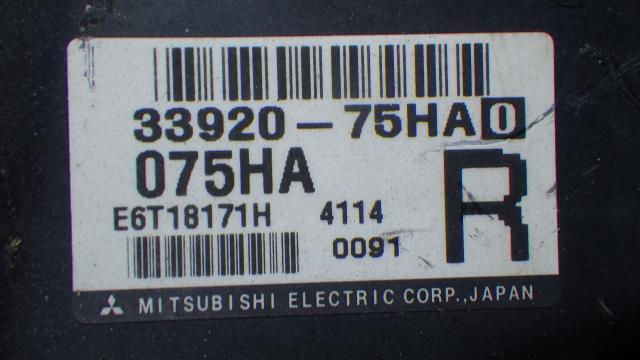 33920-75HA0
075HA
R
E6T18171H 4114
0091
MITSUBISHI ELECTRIC CORP., JAPAN